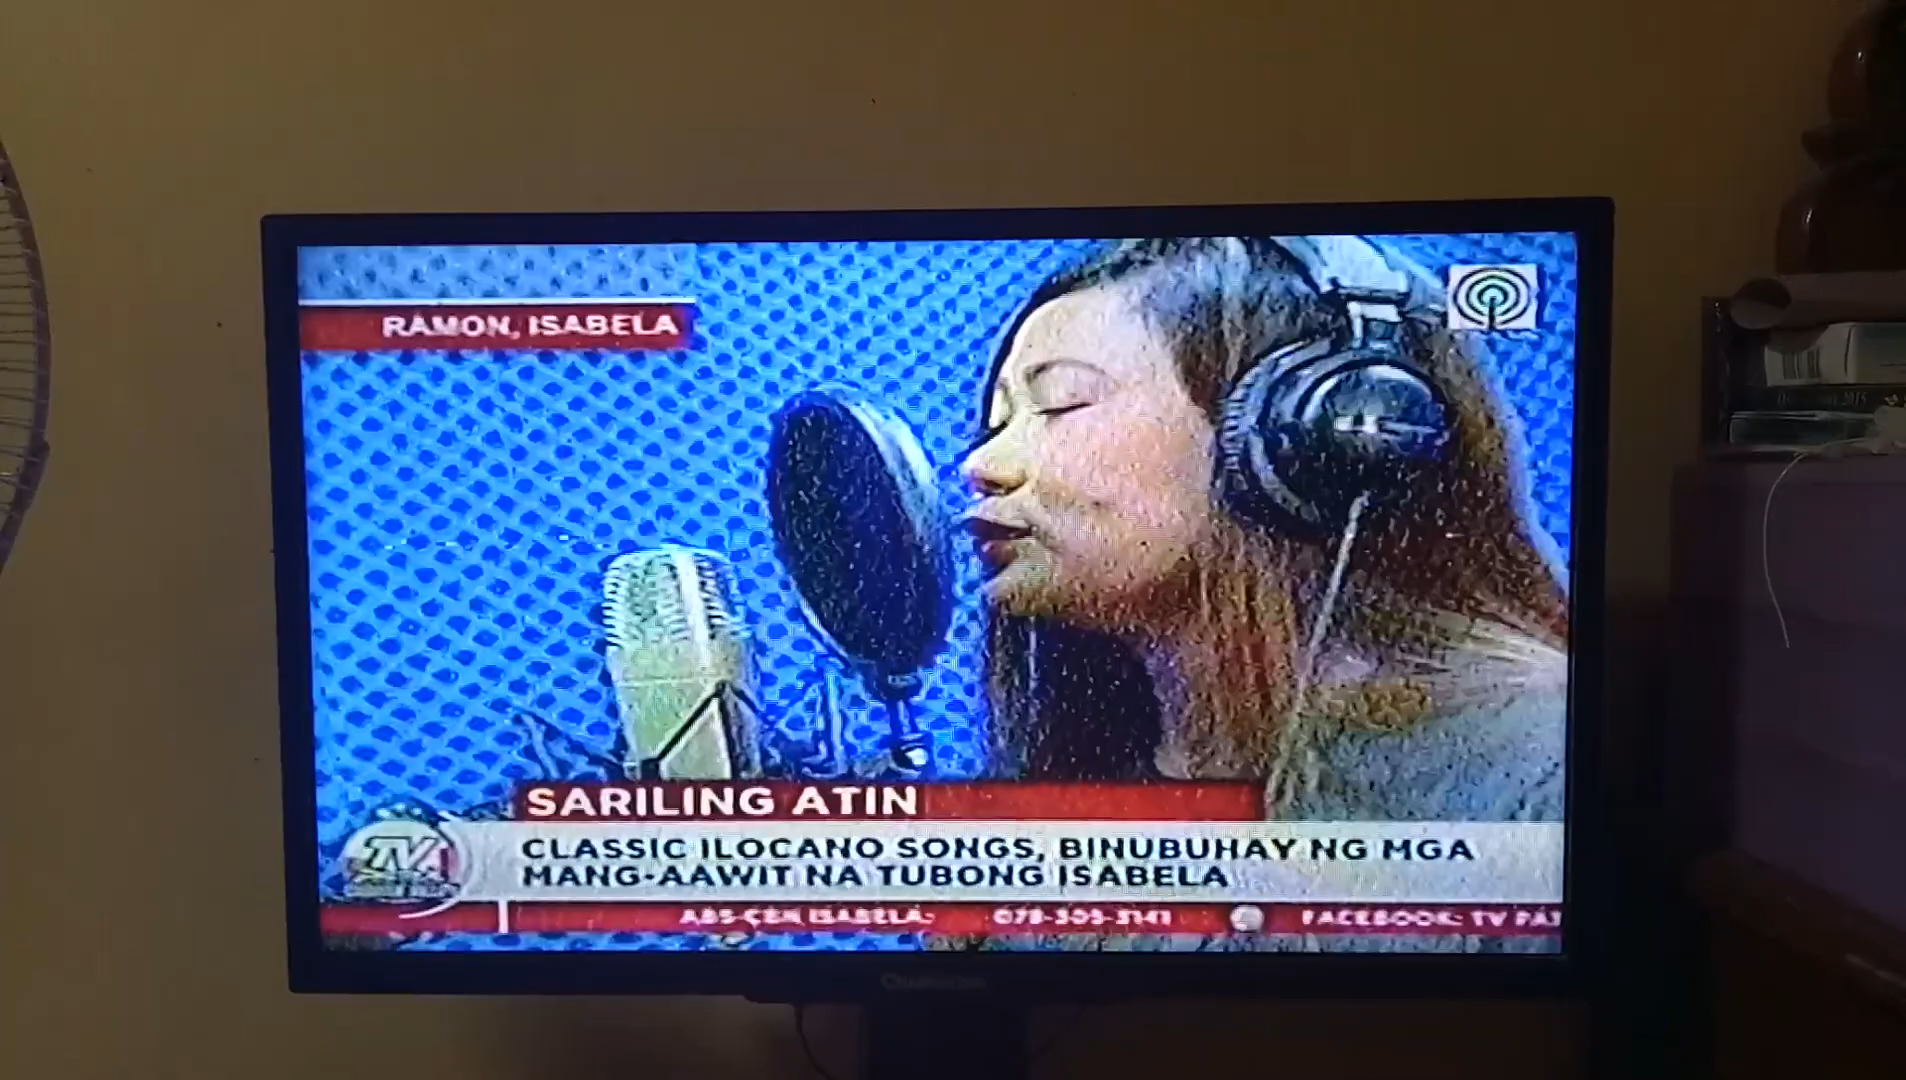 RAMON, ISABELA
SARILING ATIN
CLASSIC ILOCANO SONGS, BINUBUHAY NG MGA
MANG-AAWIT NA TUBONG ISABELA
ABS-CBN ISABELA: 078-305-3141 FACEBOOK: TV PAT